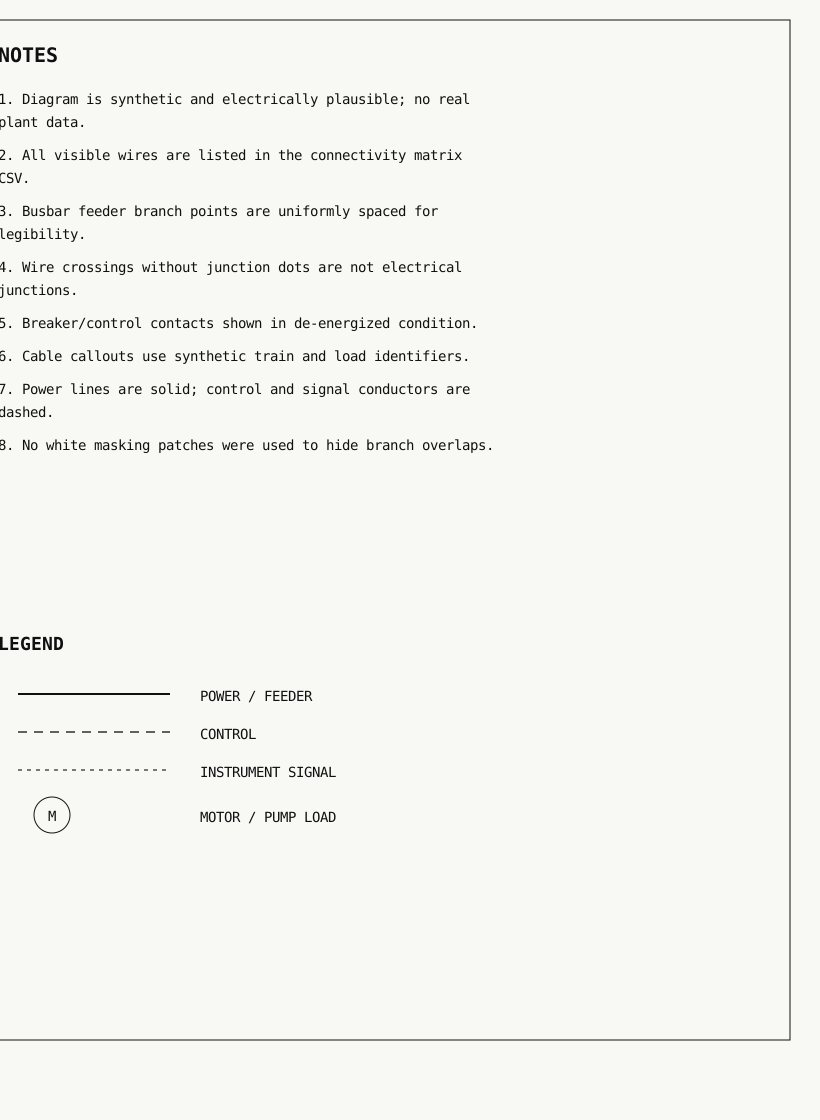 NOTES
1. Diagram is synthetic and electrically plausible; no real
plant data.
2. All visible wires are listed in the connectivity matrix
CSV.
3. Busbar feeder branch points are uniformly spaced for
legibility.
4. Wire crossings without junction dots are not electrical
junctions.
5. Breaker/control contacts shown in de-energized condition.
6. Cable callouts use synthetic train and load identifiers.
7. Power lines are solid; control and signal conductors are
dashed.
8. No white masking patches were used to hide branch overlaps.
LEGEND
POWER / FEEDER
CONTROL
INSTRUMENT SIGNAL
M MOTOR / PUMP LOAD